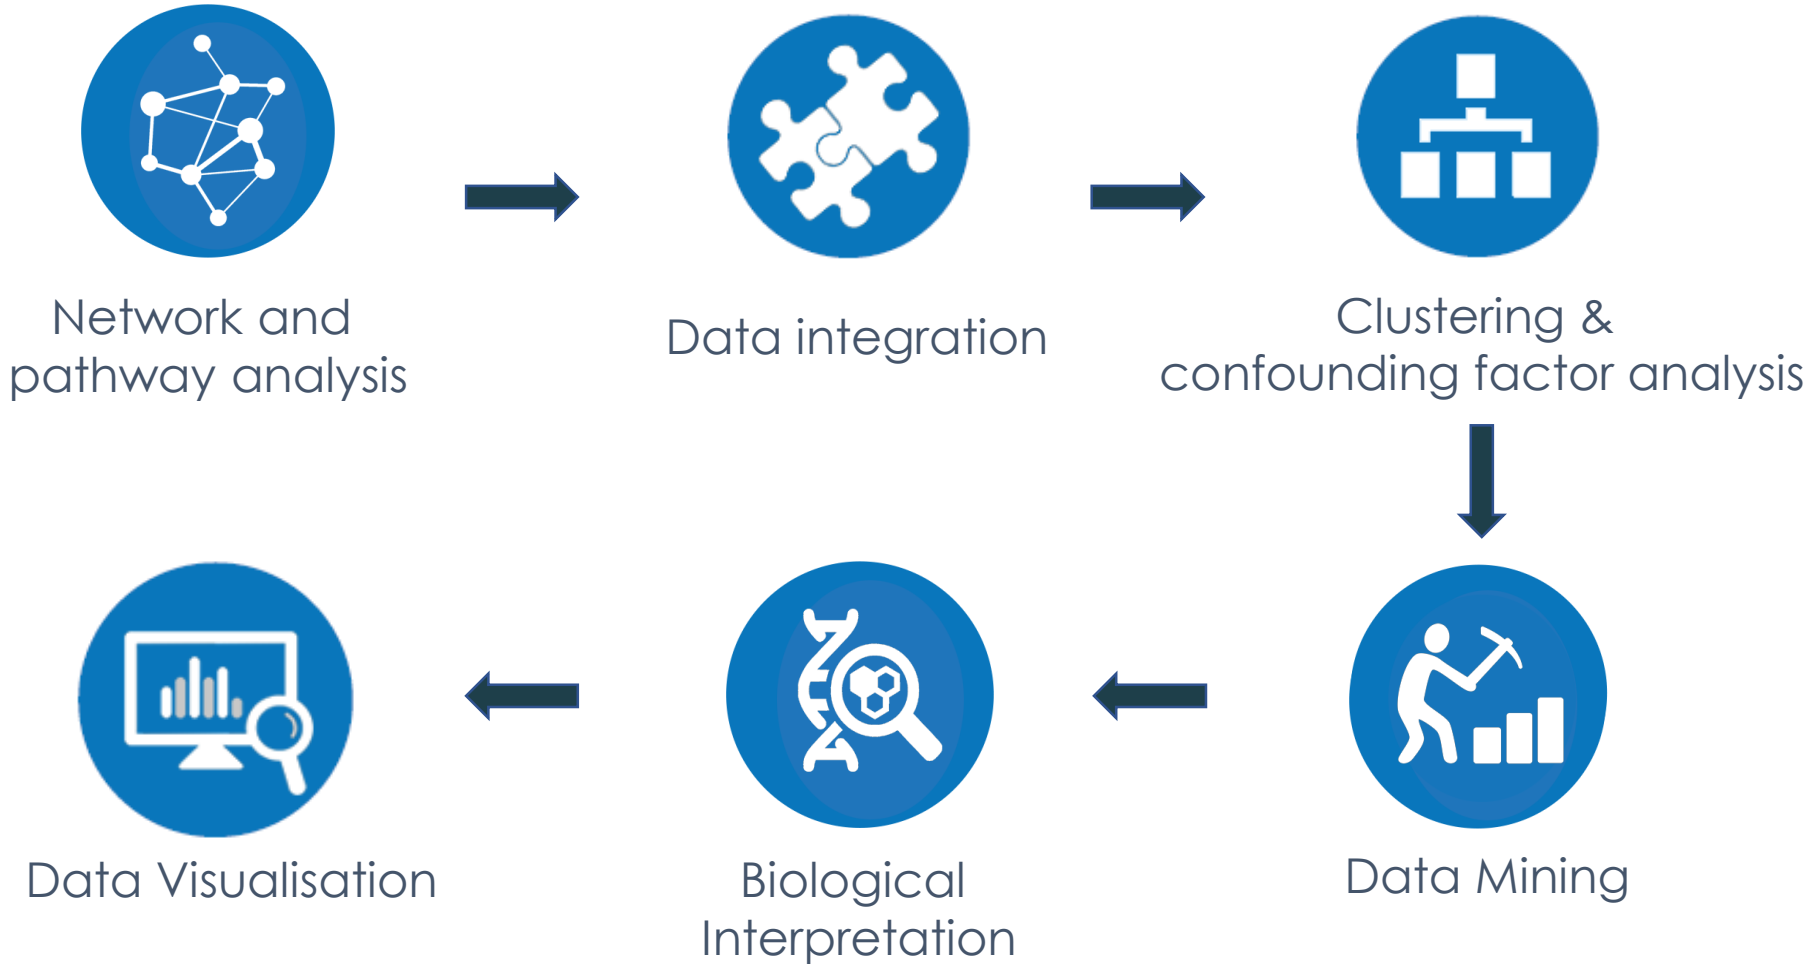 Network and
pathway analysis
Data integration
Clustering &
confounding factor analysis
Data Mining
Biological
Interpretation
Data Visualisation